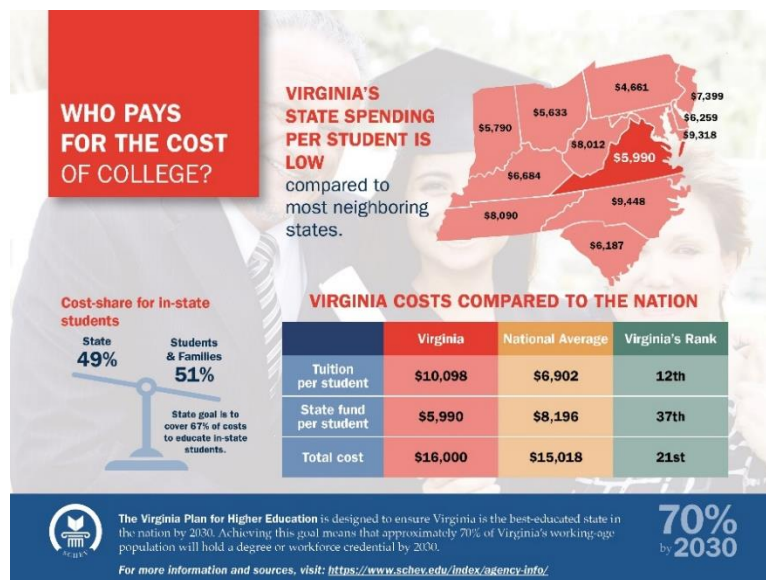 WHO PAYS
FOR THE COST
OF COLLEGE?
VIRGINIA'S
STATE SPENDING
PER STUDENT IS
LOW
compared to
most neighboring
states.
$4,661
$7,399
$5,633
$6,259
$5,790
$9,318
$8,012
$5,990
$6,684
$9,448
$8,090
$6,187
Cost-share for in-state
students
State
49%
Students
& Families
51%
State goal is to
cover 67% of costs
to educate in-state
students.
VIRGINIA COSTS COMPARED TO THE NATION
Virginia National Average Virginia's Rank
Tuition
per student
$10,098 $6,902 12th
State fund
per student
$5,990 $8,196 37th
Total cost $16,000 $15,018 21st
SCHEV
The Virginia Plan for Higher Education is designed to ensure Virginia is the best-educated state in
the nation by 2030. Achieving this goal means that approximately 70% of Virginia's working-age
population will hold a degree or workforce credential by 2030.
For more information and sources, visit: https://www.schev.edu/index/agency-info/
70%
by 2030